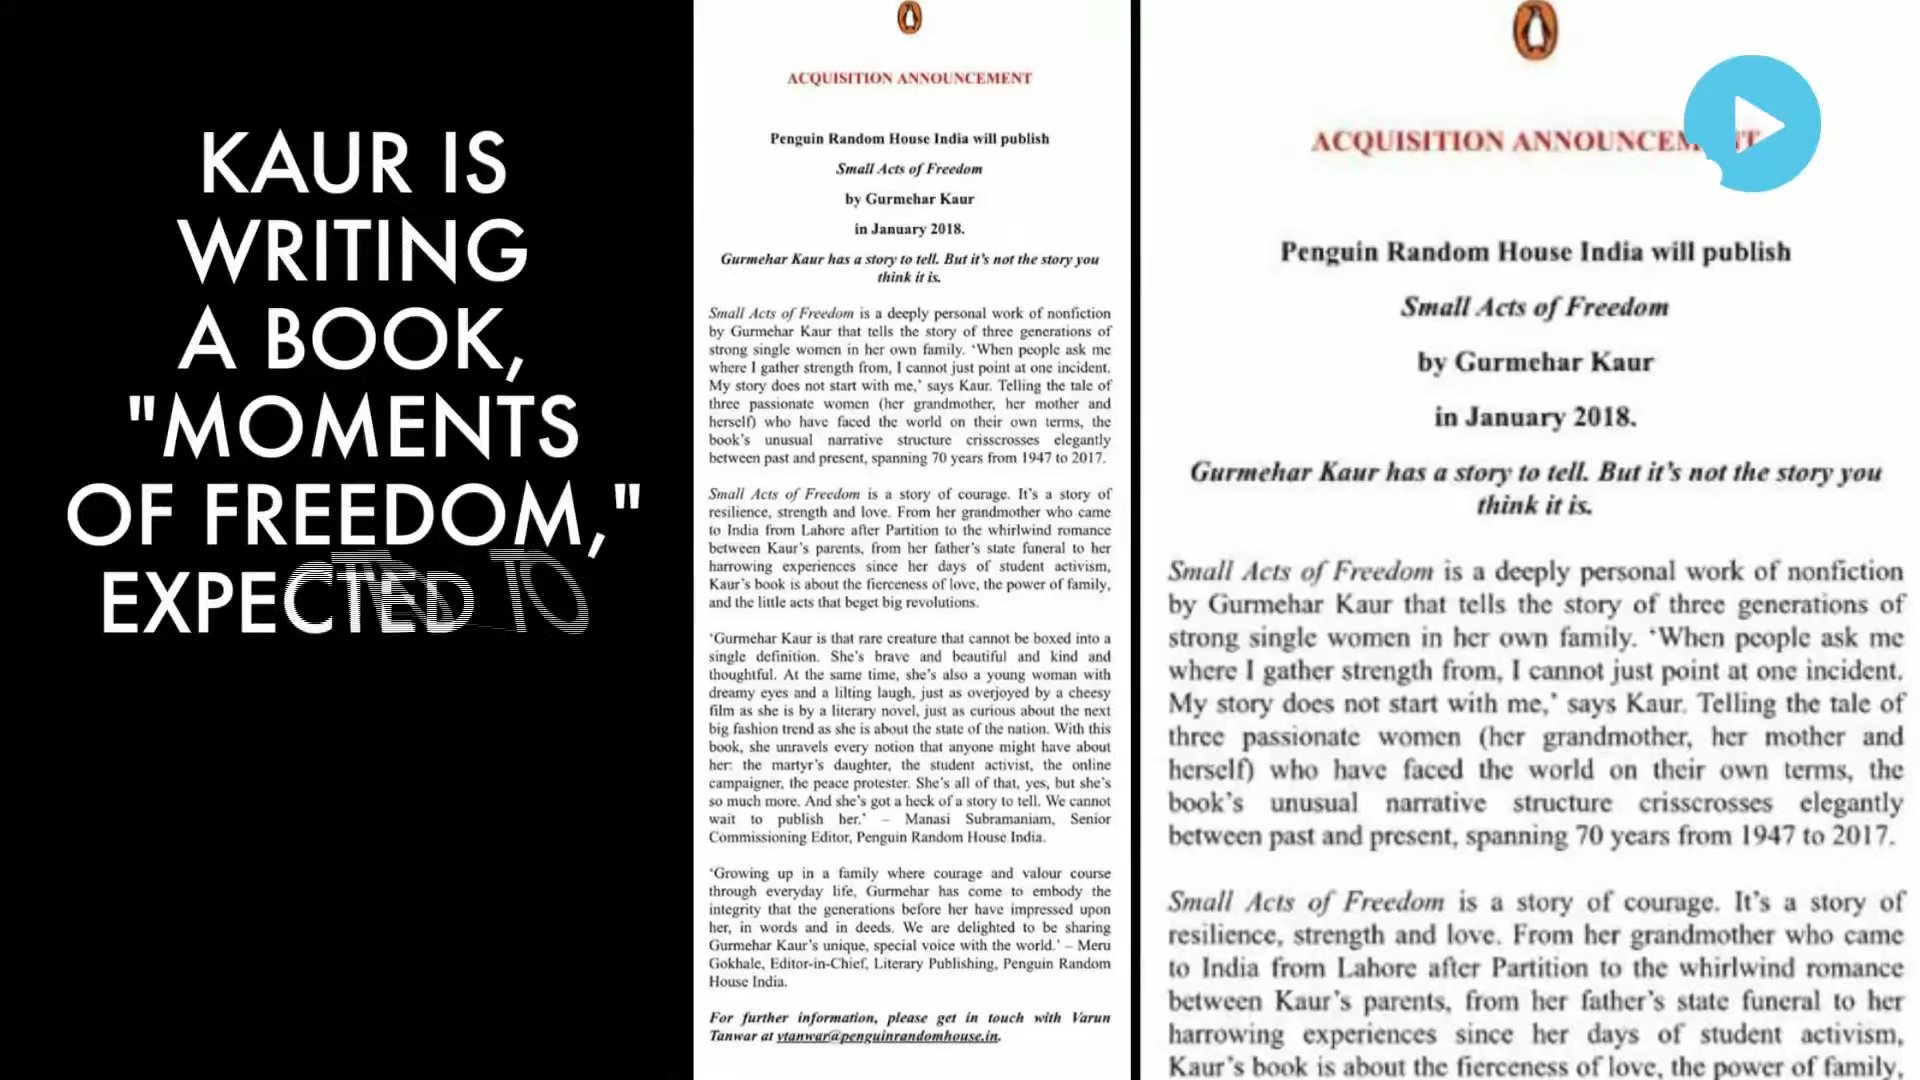 KAUR IS
WRITING
A BOOK,
"MOMENTS
OF FREEDOM,"
EXPECTED TO
ACQUISITION ANNOUNCEMENT
Penguin Random House India will publish
Small Acts of Freedom
by Gurmehar Kaur
in January 2018.
Gurmehar Kaur has a story to tell. But it's not the story you
think it is.
Small Acts of Freedom is a deeply personal work of nonfiction
by Gurmehar Kaur that tells the story of three generations of
strong single women in her own family. 'When people ask me
where I gather strength from, I cannot just point at one incident.
My story does not start with me,' says Kaur. Telling the tale of
three passionate women (her grandmother, her mother and
herself) who have faced the world on their own terms, the
book's unusual narrative structure crisscrosses elegantly
between past and present, spanning 70 years from 1947 to 2017.
Small Acts of Freedom is a story of courage. It's a story of
resilience, strength and love. From her grandmother who came
to India from Lahore after Partition to the whirlwind romance
between Kaur's parents, from her father's state funeral to her
harrowing experiences since her days of student activism,
Kaur's book is about the fierceness of love, the power of family,
and the little acts that beget big revolutions.
'Gurmehar Kaur is that rare creature that cannot be boxed into a
single definition. She's brave and beautiful and kind and
thoughtful. At the same time, she's also a young woman with
dreamy eyes and a lilting laugh, just as overjoyed by a cheesy
film as she is by a literary novel, just as curious about the next
big fashion trend as she is about the state of the nation. With this
book, she unravels every notion that anyone might have about
her: the martyr's daughter, the student activist, the online
campaigner, the peace protester. She's all of that, yes, but she's
so much more. And she's got a heck of a story to tell. We cannot
wait to publish her.' – Manasi Subramaniam, Senior
Commissioning Editor, Penguin Random House India.
'Growing up in a family where courage and valour course
through everyday life, Gurmehar has come to embody the
integrity that the generations before her have impressed upon
her, in words and in deeds. We are delighted to be sharing
Gurmehar Kaur's unique, special voice with the world.' – Meru
Gokhale, Editor-in-Chief, Literary Publishing, Penguin Random
House India.
For further information, please get in touch with Varun
Tanwar at vtanwar@penguinrandomhouse.in.
ACQUISITION ANNOUNCEMENT
Penguin Random House India will publish
Small Acts of Freedom
by Gurmehar Kaur
in January 2018.
Gurmehar Kaur has a story to tell. But it's not the story you
think it is.
Small Acts of Freedom is a deeply personal work of nonfiction
by Gurmehar Kaur that tells the story of three generations of
strong single women in her own family. 'When people ask me
where I gather strength from, I cannot just point at one incident.
My story does not start with me,' says Kaur. Telling the tale of
three passionate women (her grandmother, her mother and
herself) who have faced the world on their own terms, the
book's unusual narrative structure crisscrosses elegantly
between past and present, spanning 70 years from 1947 to 2017.
Small Acts of Freedom is a story of courage. It's a story of
resilience, strength and love. From her grandmother who came
to India from Lahore after Partition to the whirlwind romance
between Kaur's parents, from her father's state funeral to her
harrowing experiences since her days of student activism,
Kaur's book is about the fierceness of love, the power of family,